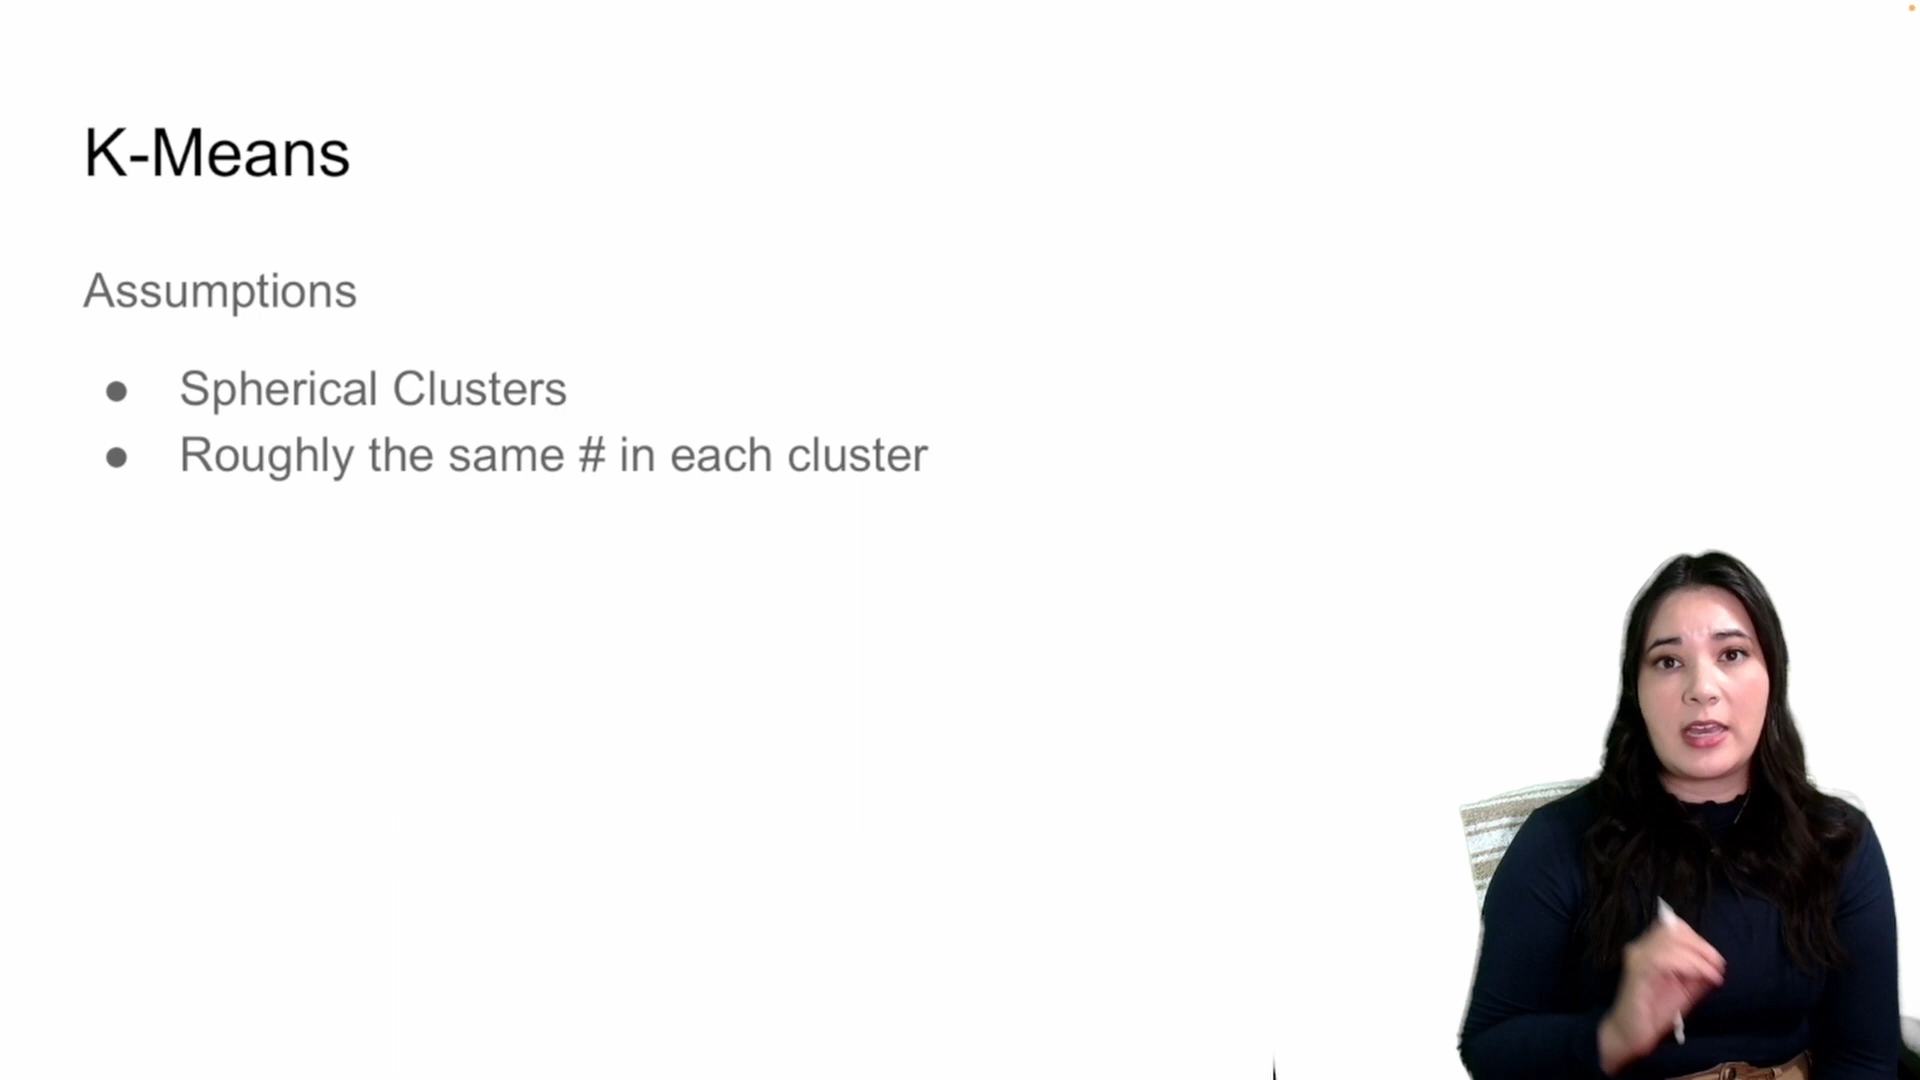 K-Means
Assumptions
● Spherical Clusters
● Roughly the same # in each cluster